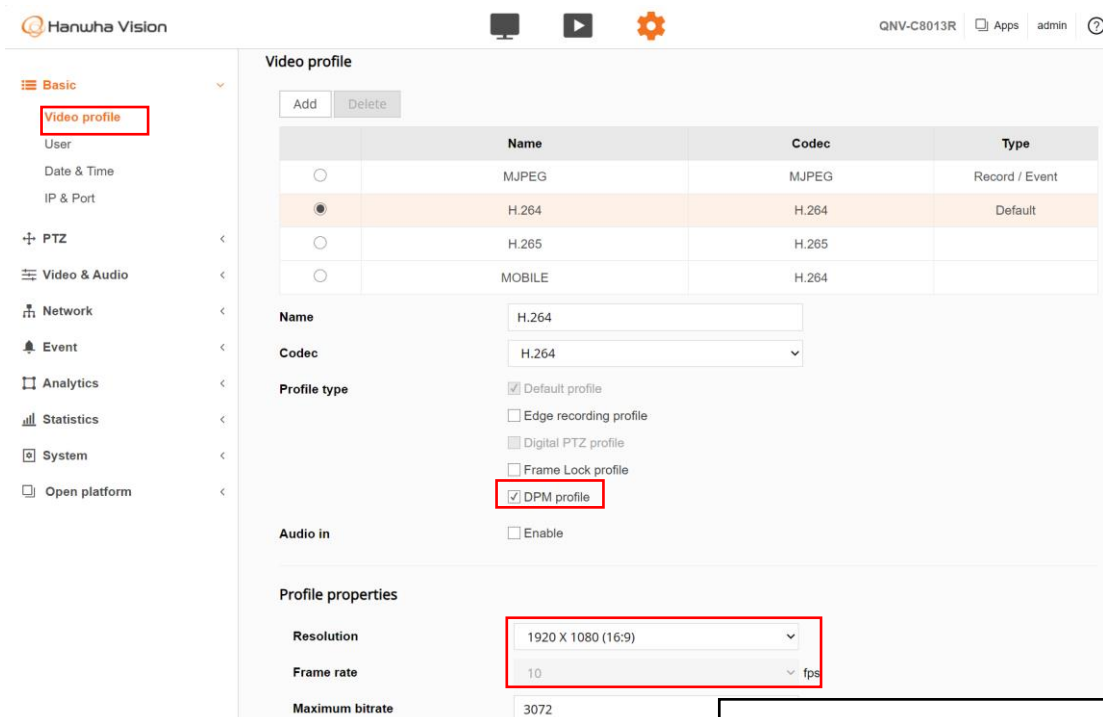 Hanwha Vision
QNV-C8013R
Apps
admin
?
Basic
Video profile
User
Date & Time
IP & Port
PTZ
Video & Audio
Network
Event
Analytics
Statistics
System
Open platform
Video profile
Add
Delete
Name Codec Type
MJPEG MJPEG Record / Event
H.264 H.264 Default
H.265 H.265
MOBILE H.264
Name H.264
Codec H.264
Profile type Default profile
Edge recording profile
Digital PTZ profile
Frame Lock profile
DPM profile
Audio in Enable
Profile properties
Resolution 1920 X 1080 (16:9)
Frame rate 10 fps
Maximum bitrate 3072